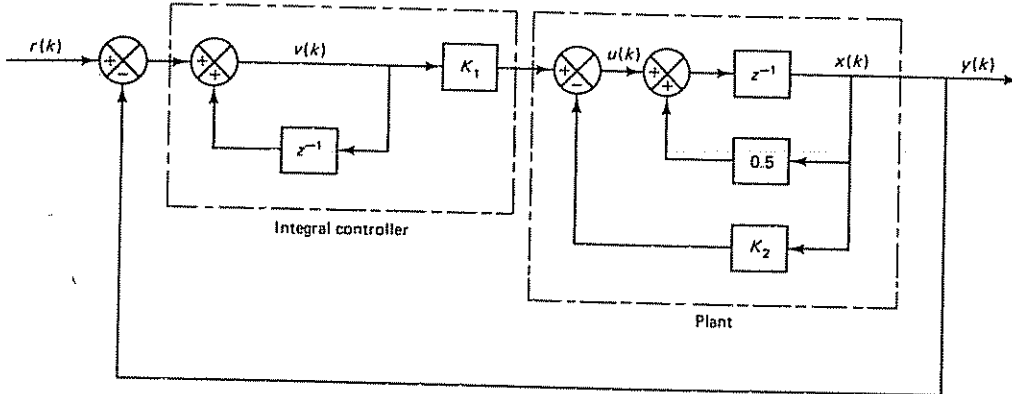 r(k)
+
−
+
+
v(k)
K₁
z⁻¹
Integral controller
+
−
u(k)
+
+
z⁻¹
x(k)
y(k)
0.5
K₂
Plant